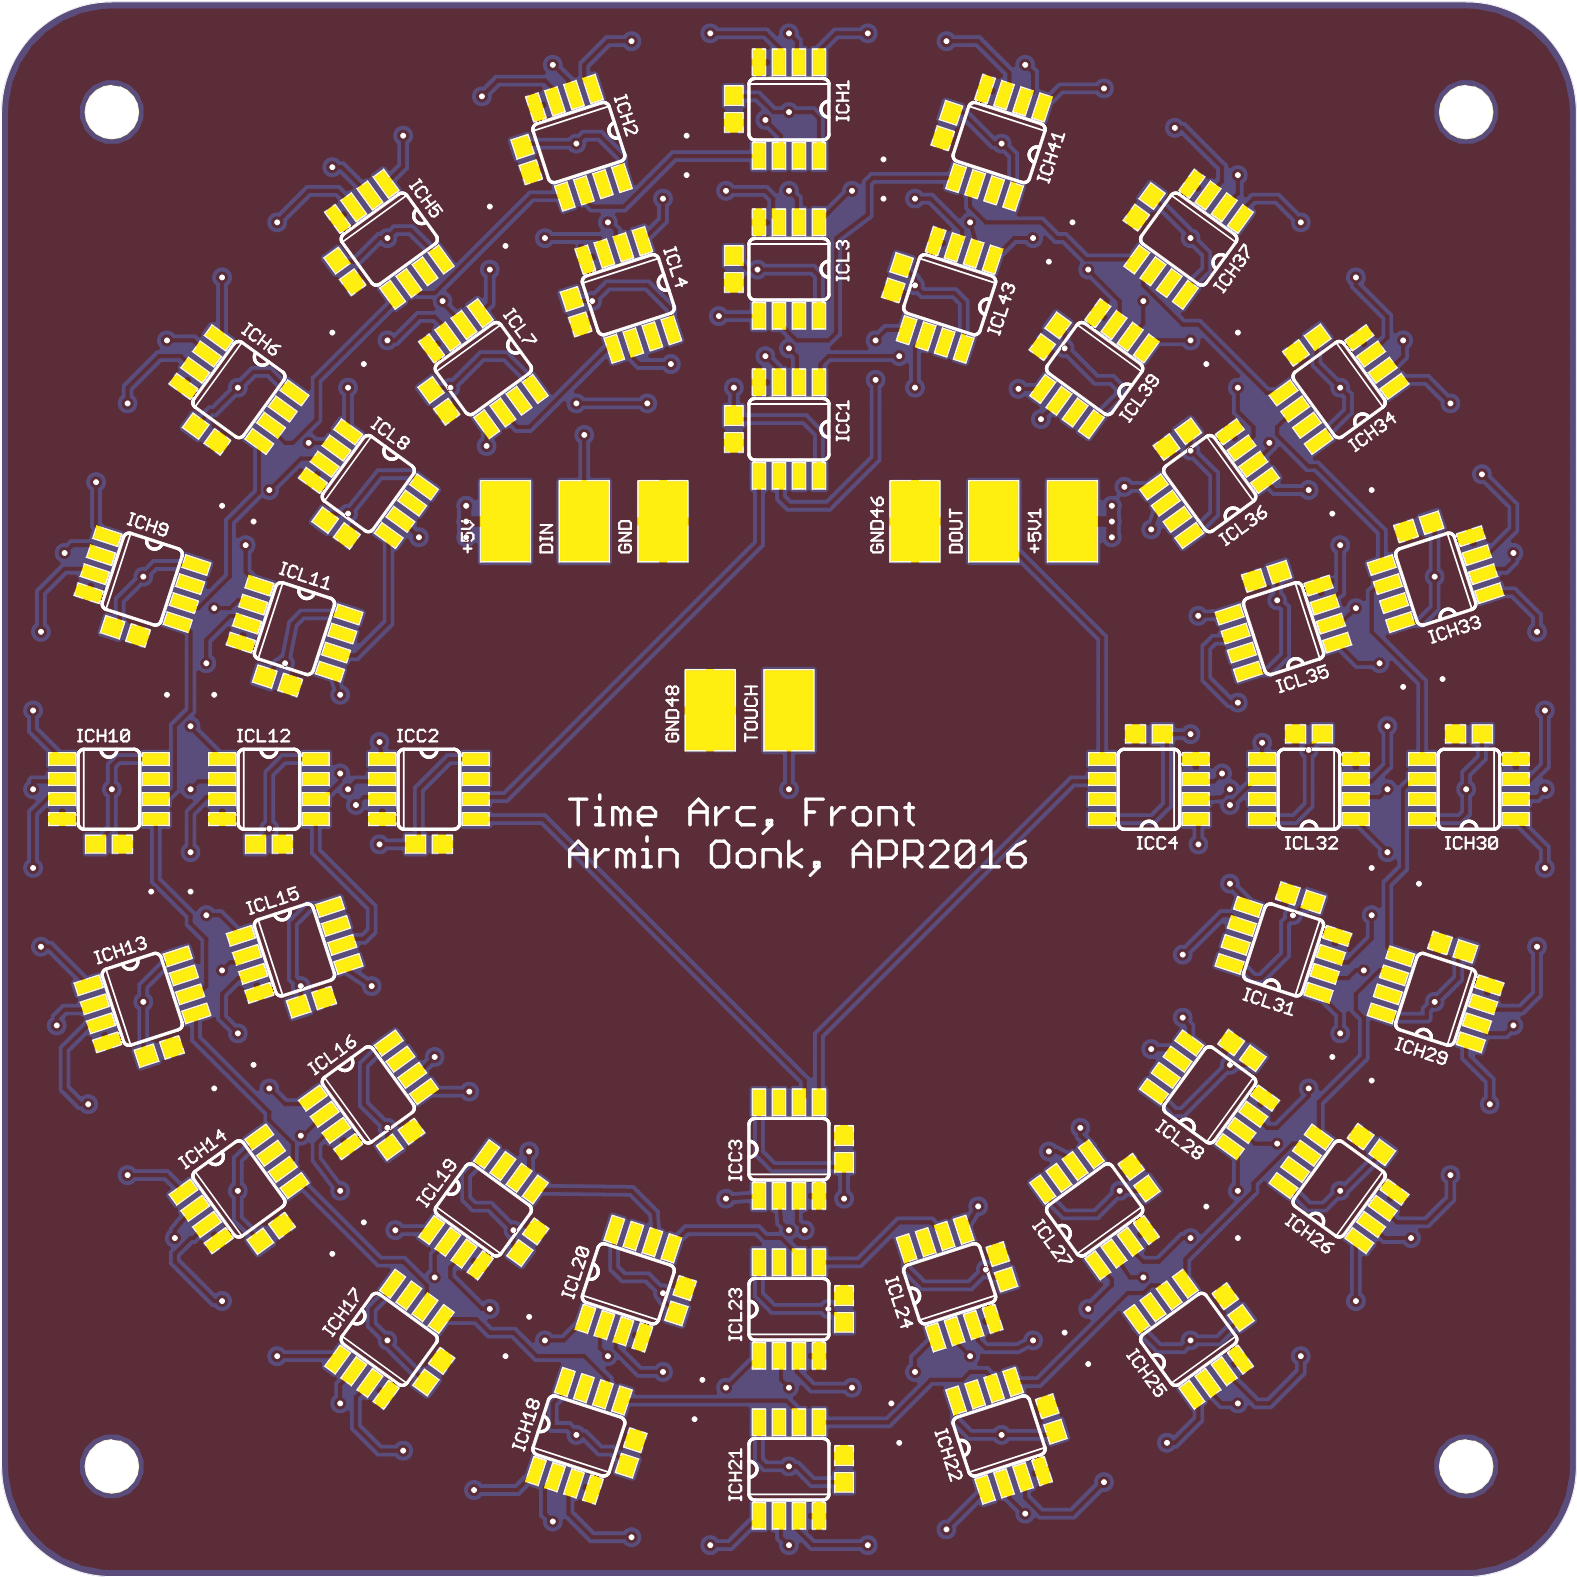 ICH1
ICH2
ICH41
ICH5
ICH37
ICL3
ICL4
ICL43
ICH6
ICL7
ICL39
ICH34
ICL8
ICC1
ICL36
ICH9
+5V
DIN
GND
GND46
DOUT
+5V1
ICL11
ICH33
ICL35
GND48
TOUCH
ICH10
ICL12
ICC2
Time Arc, Front
Armin Oonk, APR2016
ICC4
ICL32
ICH30
ICL15
ICH13
ICL31
ICH29
ICL16
ICL28
ICH14
ICL19
ICC3
ICL27
ICH26
ICL20
ICL23
ICL24
ICH17
ICH25
ICH18
ICH21
ICH22